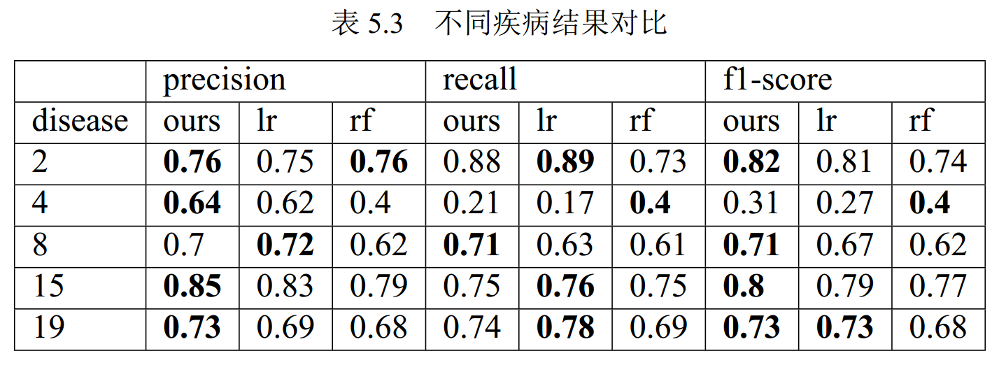 表 5.3 不同疾病结果对比
precision recall f1-score
disease ours lr rf ours lr rf ours lr rf
2 0.76 0.75 0.76 0.88 0.89 0.73 0.82 0.81 0.74
4 0.64 0.62 0.4 0.21 0.17 0.4 0.31 0.27 0.4
8 0.7 0.72 0.62 0.71 0.63 0.61 0.71 0.67 0.62
15 0.85 0.83 0.79 0.75 0.76 0.75 0.8 0.79 0.77
19 0.73 0.69 0.68 0.74 0.78 0.69 0.73 0.73 0.68